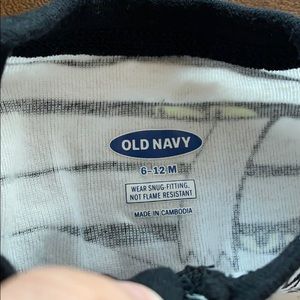 OLD NAVY
6-12 M
WEAR SNUG-FITTING.
NOT FLAME RESISTANT
MADE IN CAMBODIA